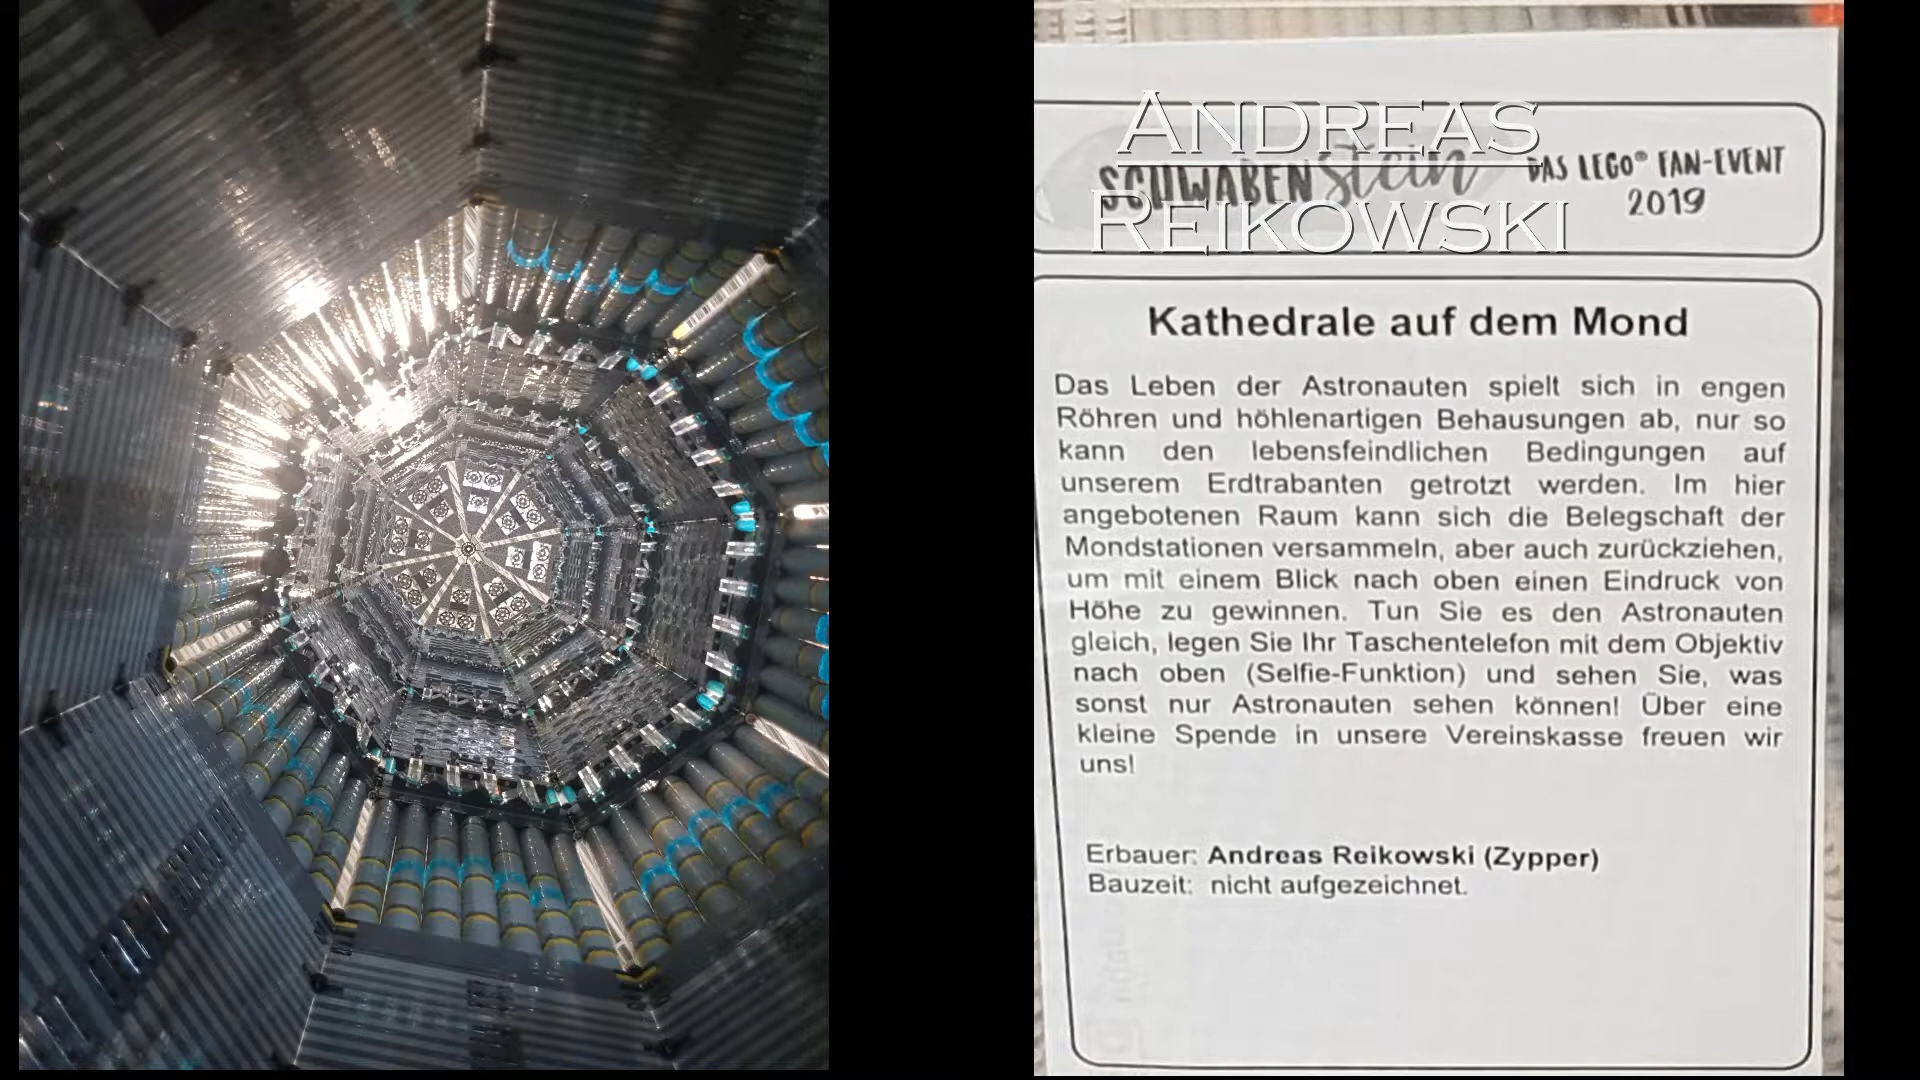 ANDREAS
REIKOWSKI
SCHWABENstein
DAS LEGO® FAN-EVENT
2019
Kathedrale auf dem Mond
Das Leben der Astronauten spielt sich in engen
Röhren und höhlenartigen Behausungen ab, nur so
kann den lebensfeindlichen Bedingungen auf
unserem Erdtrabanten getrotzt werden. Im hier
angebotenen Raum kann sich die Belegschaft der
Mondstationen versammeln, aber auch zurückziehen,
um mit einem Blick nach oben einen Eindruck von
Höhe zu gewinnen. Tun Sie es den Astronauten
gleich, legen Sie Ihr Taschentelefon mit dem Objektiv
nach oben (Selfie-Funktion) und sehen Sie, was
sonst nur Astronauten sehen können! Über eine
kleine Spende in unsere Vereinskasse freuen wir
uns!
Erbauer: Andreas Reikowski (Zypper)
Bauzeit: nicht aufgezeichnet.